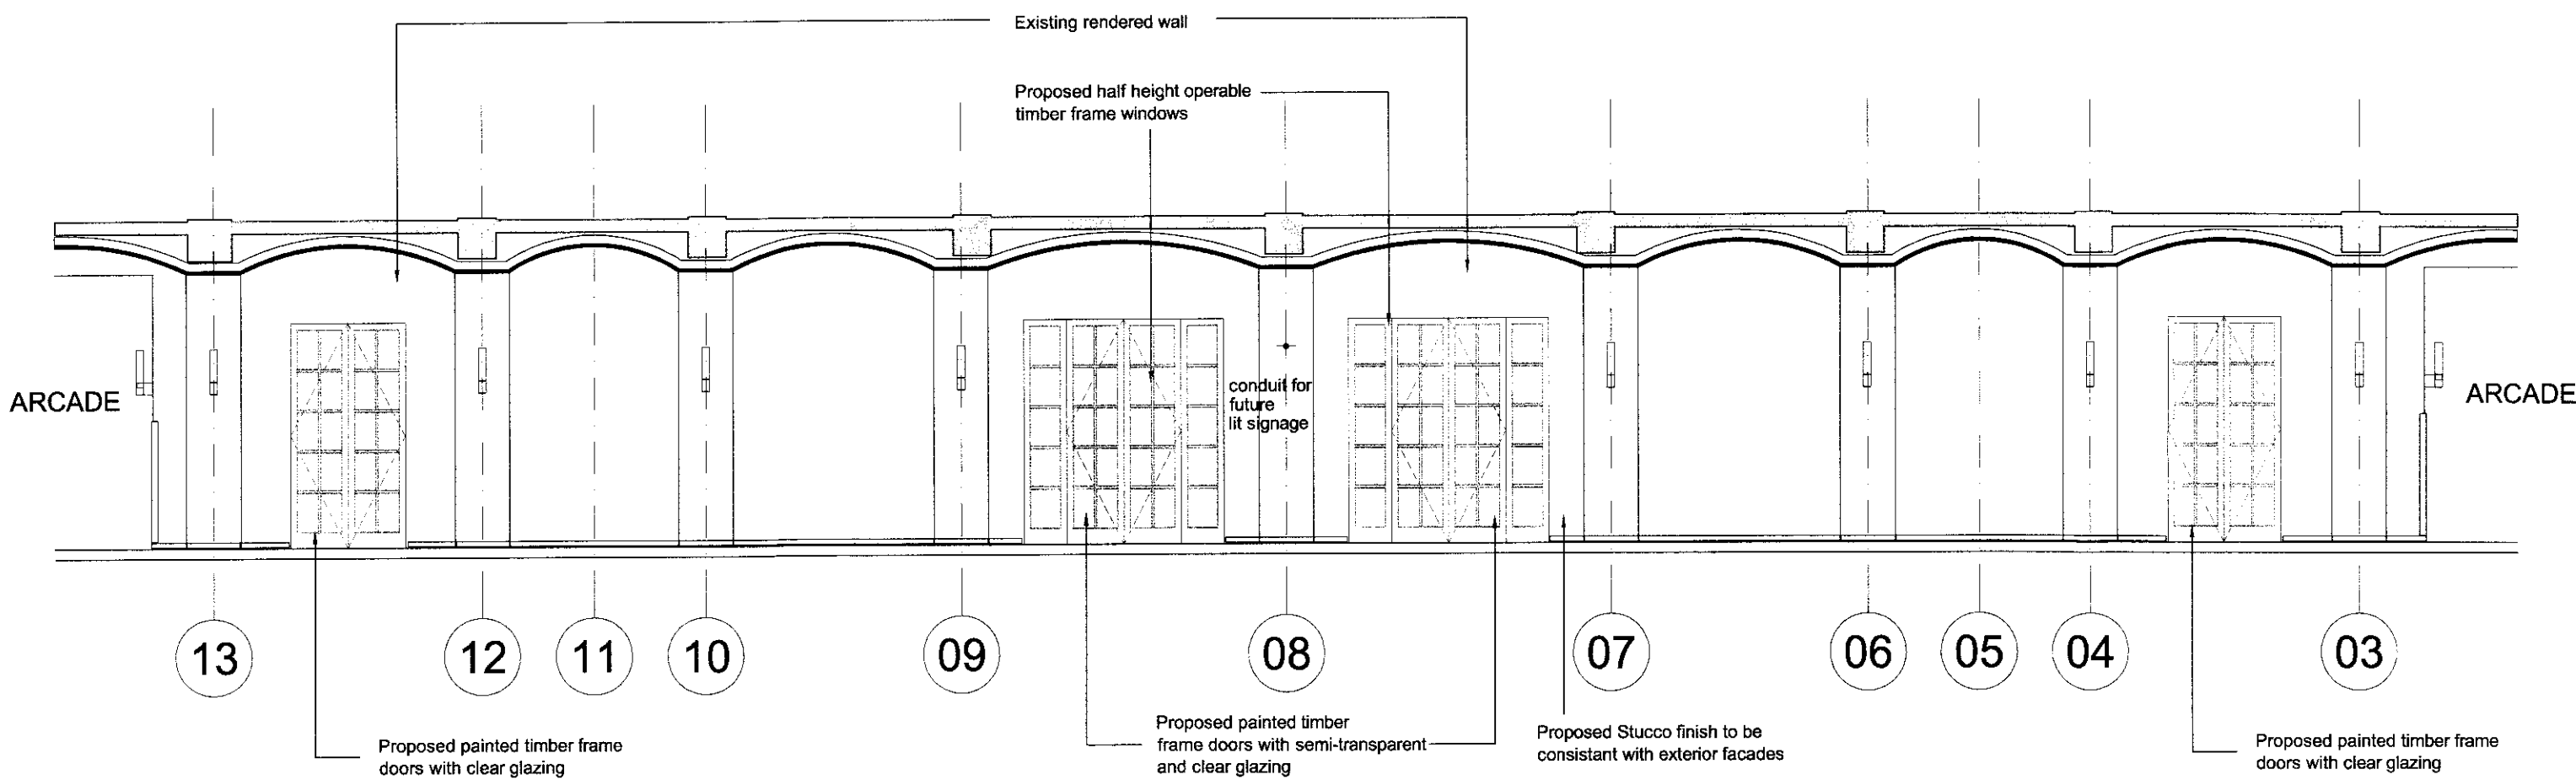 Existing rendered wall
Proposed half height operable
timber frame windows
ARCADE
conduit for
future
lit signage
ARCADE
13
12
11
10
09
08
07
06
05
04
03
Proposed painted timber frame
doors with clear glazing
Proposed painted timber
frame doors with semi-transparent
and clear glazing
Proposed Stucco finish to be
consistant with exterior facades
Proposed painted timber frame
doors with clear glazing